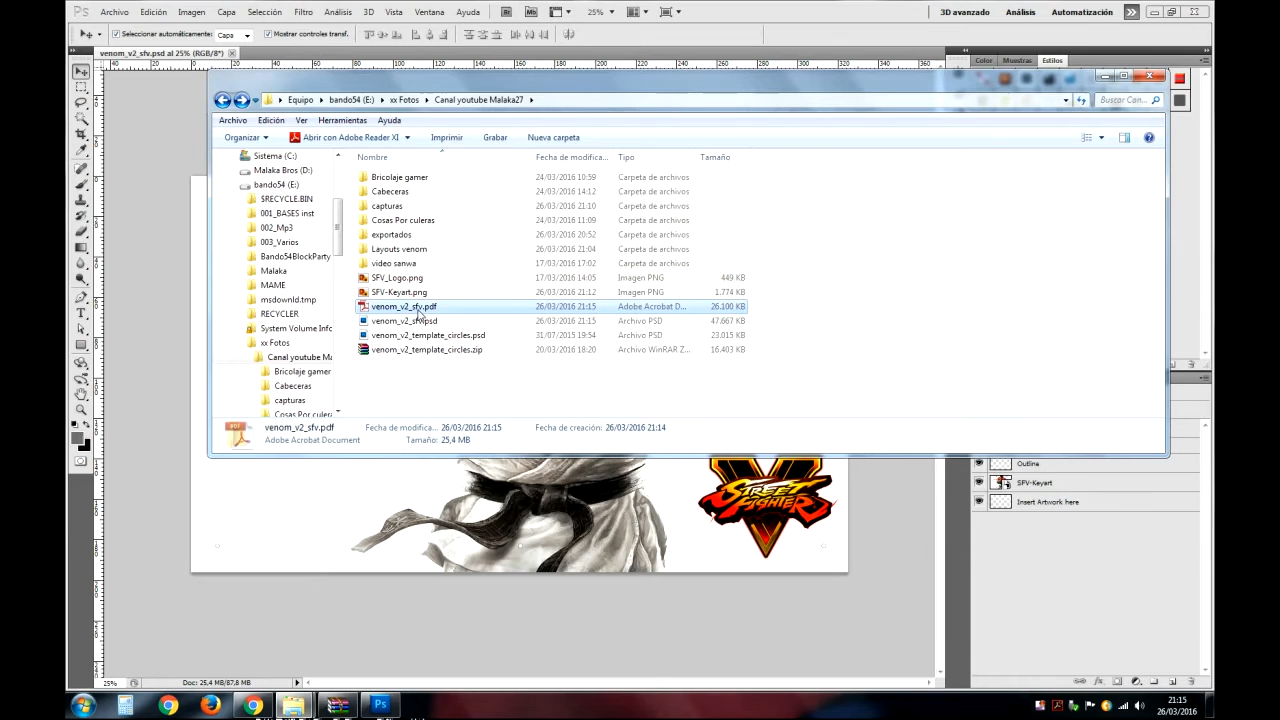 Ps Archivo Edición Imagen Capa Selección Filtro Análisis 3D Vista Ventana Ayuda Br Mb 25% 3D avanzado Análisis Automatización
Seleccionar automáticamente: Capa Mostrar controles transf.
venom_v2_sfv.psd al 25% (RGB/8*)
Color Muestras Estilos
Equipo bando54 (E:) xx Fotos Canal youtube Malaka27 Buscar Can...
Archivo Edición Ver Herramientas Ayuda
Organizar Abrir con Adobe Reader XI Imprimir Grabar Nueva carpeta
Nombre Fecha de modifica... Tipo Tamaño
Sistema (C:)
Malaka Bros (D:)
bando54 (E:)
$RECYCLE.BIN
001_BASES inst
002_Mp3
003_Varios
Bando54BlockParty
Malaka
MAME
msdownld.tmp
RECYCLER
System Volume Info
xx Fotos
Canal youtube Ma
Bricolaje gamer
Cabeceras
capturas
Cosas Por culera
Bricolaje gamer 24/03/2016 10:59 Carpeta de archivos
Cabeceras 24/03/2016 14:12 Carpeta de archivos
capturas 26/03/2016 21:10 Carpeta de archivos
Cosas Por culeras 24/03/2016 11:09 Carpeta de archivos
exportados 26/03/2016 20:52 Carpeta de archivos
Layouts venom 26/03/2016 21:04 Carpeta de archivos
video sanwa 17/03/2016 17:02 Carpeta de archivos
SFV_Logo.png 17/03/2016 14:05 Imagen PNG 449 KB
SFV-Keyart.png 26/03/2016 21:12 Imagen PNG 1.774 KB
venom_v2_sfv.pdf 26/03/2016 21:15 Adobe Acrobat D... 26.100 KB
venom_v2_sfv.psd 26/03/2016 21:15 Archivo PSD 47.667 KB
venom_v2_template_circles.psd 31/07/2015 19:54 Archivo PSD 23.015 KB
venom_v2_template_circles.zip 20/03/2016 18:20 Archivo WinRAR Z... 16.403 KB
venom_v2_sfv.pdf Fecha de modifica... 26/03/2016 21:15 Fecha de creación: 26/03/2016 21:14
Adobe Acrobat Document Tamaño: 25,4 MB
PDF
Outline
SFV-Keyart
Insert Artwork here
STREET
FIGHTER
V
25% Doc: 25,4 MB/87,8 MB
Ps
21:15
26/03/2016